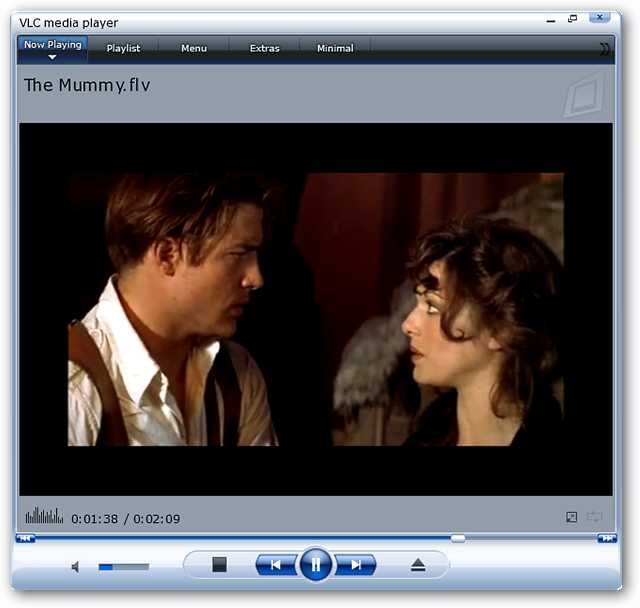 VLC media player
Now Playing
Playlist
Menu
Extras
Minimal
The Mummy.flv
0:01:38 / 0:02:09